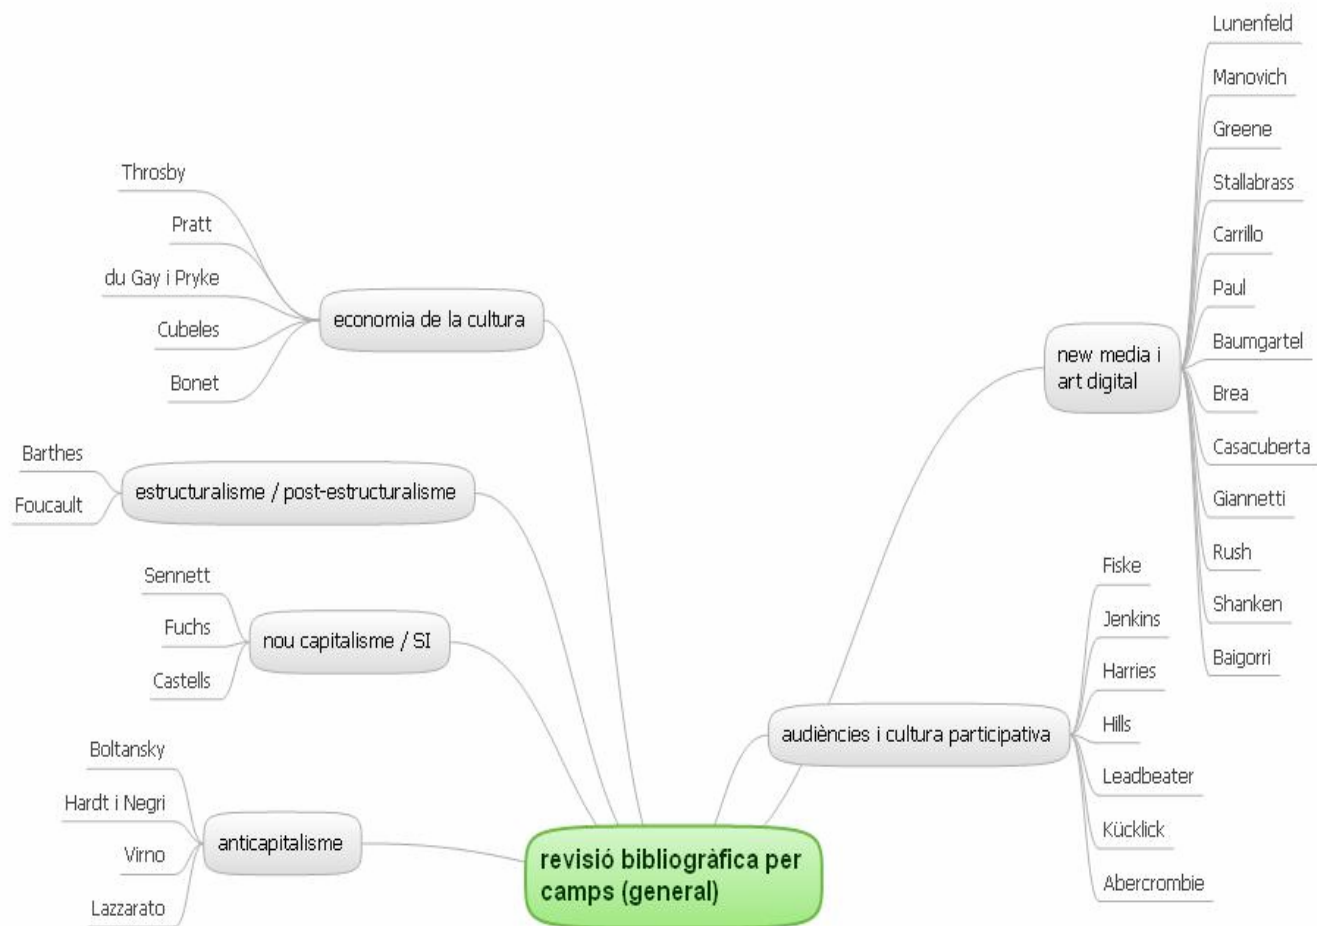 Throsby
Pratt
du Gay i Pryke
Cubeles
Bonet
economia de la cultura
Barthes
Foucault
estructuralisme / post-estructuralisme
Sennett
Fuchs
Castells
nou capitalisme / SI
Boltansky
Hardt i Negri
Virno
Lazzarato
anticapitalisme
revisió bibliogràfica per
camps (general)
new media i
art digital
Lunenfeld
Manovich
Greene
Stallabrass
Carrillo
Paul
Baumgartel
Brea
Casacuberta
Giannetti
Rush
Shanken
Baigorri
audiències i cultura participativa
Fiske
Jenkins
Harries
Hills
Leadbeater
Kücklick
Abercrombie